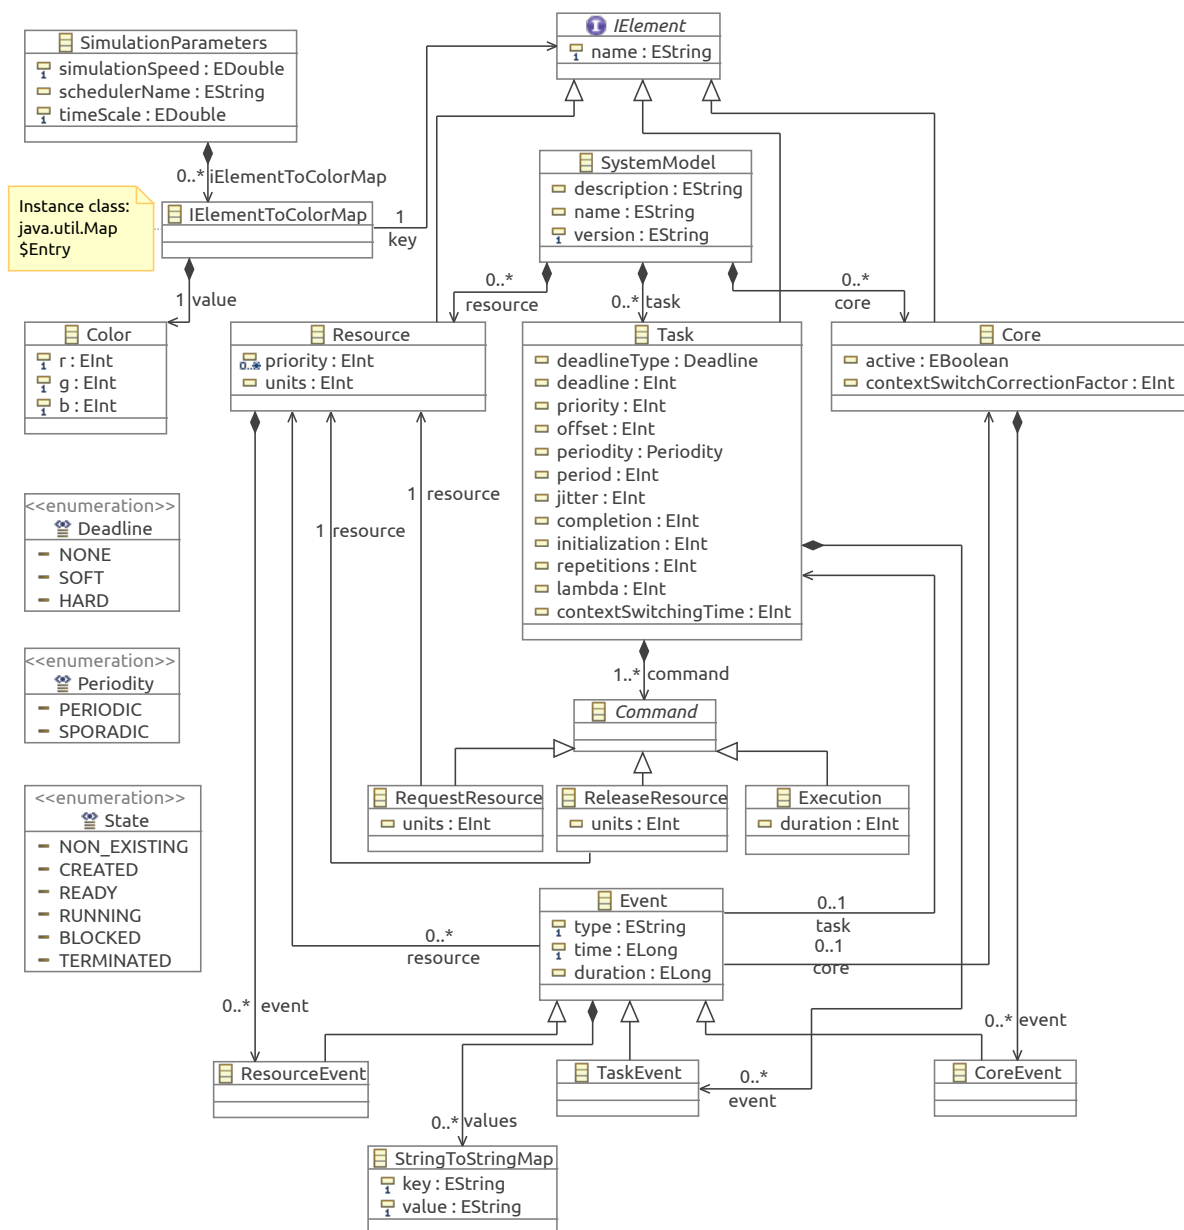 IElement
name : EString
SimulationParameters
simulationSpeed : EDouble
schedulerName : EString
timeScale : EDouble
0..* iElementToColorMap
Instance class:
java.util.Map
$Entry
IElementToColorMap
1
key
1 value
SystemModel
description : EString
name : EString
version : EString
0..*
resource
0..* task
0..*
core
Color
r : EInt
g : EInt
b : EInt
Resource
0..* priority : EInt
units : EInt
Task
deadlineType : Deadline
deadline : EInt
priority : EInt
offset : EInt
periodity : Periodity
period : EInt
jitter : EInt
completion : EInt
initialization : EInt
repetitions : EInt
lambda : EInt
contextSwitchingTime : EInt
Core
active : EBoolean
contextSwitchCorrectionFactor : EInt
1 resource
1 resource
<<enumeration>>
Deadline
NONE
SOFT
HARD
<<enumeration>>
Periodity
PERIODIC
SPORADIC
<<enumeration>>
State
NON_EXISTING
CREATED
READY
RUNNING
BLOCKED
TERMINATED
1..* command
Command
RequestResource
units : EInt
ReleaseResource
units : EInt
Execution
duration : EInt
Event
type : EString
time : ELong
duration : ELong
0..1
task
0..1
core
0..*
resource
0..* event
0..* event
ResourceEvent
TaskEvent
0..*
event
CoreEvent
0..* values
StringToStringMap
key : EString
value : EString